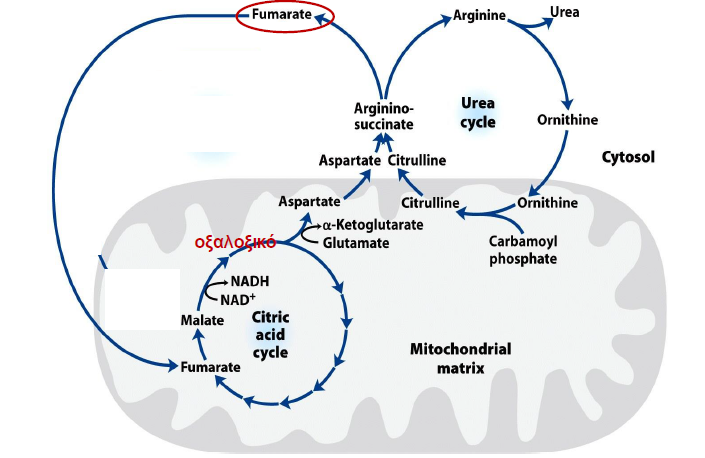 Fumarate
Arginine
Urea
Arginino-
succinate
Urea
cycle
Ornithine
Cytosol
Aspartate
Citrulline
Aspartate
Citrulline
Ornithine
οξαλοξικό
α-Ketoglutarate
Glutamate
Carbamoyl
phosphate
NADH
NAD⁺
Malate
Citric
acid
cycle
Mitochondrial
matrix
Fumarate